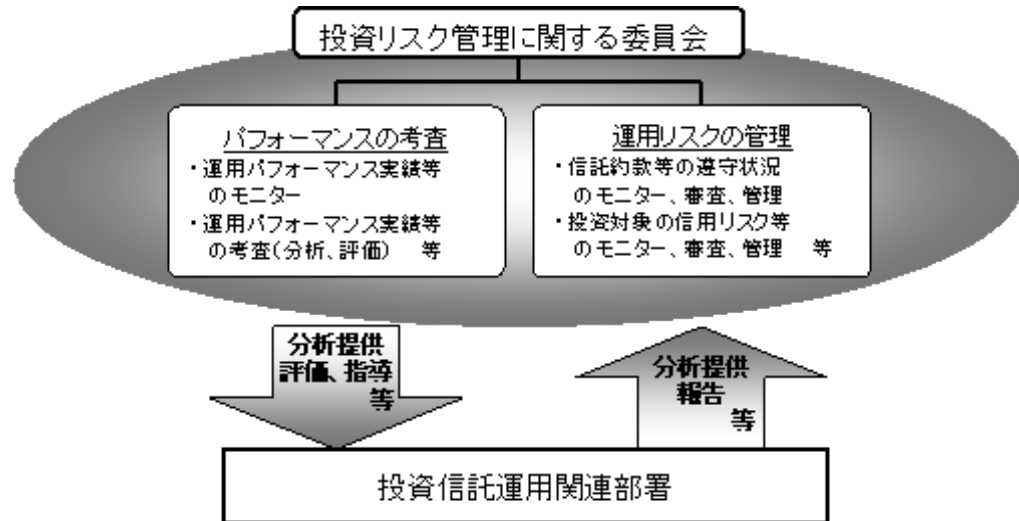 投資リスク管理に関する委員会
パフォーマンスの考査
・運用パフォーマンス実績等
のモニター
・運用パフォーマンス実績等
の考査(分析、評価) 等
運用リスクの管理
・信託約款等の遵守状況
のモニター、審査、管理
・投資対象の信用リスク等
のモニター、審査、管理 等
分析提供
評価、指導
等
分析提供
報告
等
投資信託運用関連部署